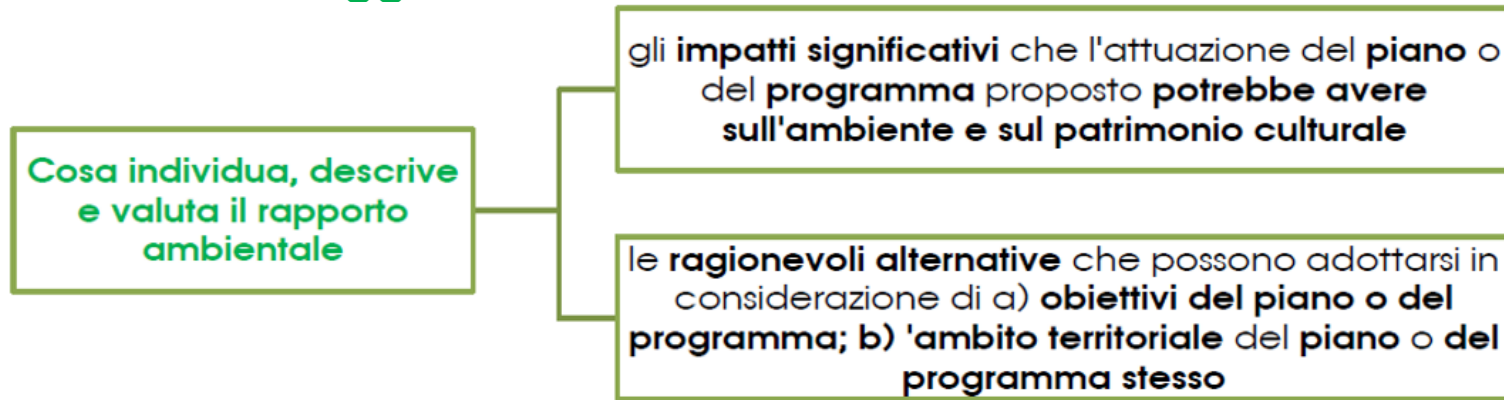 Cosa individua, descrive
e valuta il rapporto
ambientale
gli impatti significativi che l'attuazione del piano o
del programma proposto potrebbe avere
sull'ambiente e sul patrimonio culturale
le ragionevoli alternative che possono adottarsi in
considerazione di a) obiettivi del piano o del
programma; b) 'ambito territoriale del piano o del
programma stesso